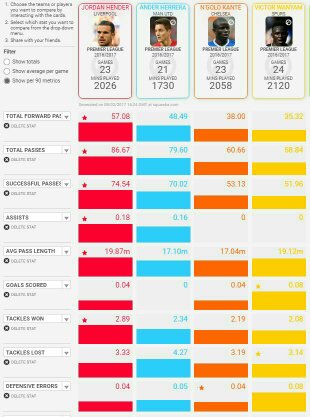 1. Choose the teams or players
you want to compare by
interacting with the cards.
2. Select which stat you want
to compare from the drop-down
menu.
3. Share with your friends.
Filter
Show totals
Show average per game
Show per 90 metrics
JORDAN HENDER
LIVERPOOL
PREMIER LEAGUE
2016/2017
GAMES
23
MINS PLAYED
2026
ANDER HERRERA
MAN UTD
PREMIER LEAGUE
2016/2017
GAMES
21
MINS PLAYED
1730
N'GOLO KANTE
CHELSEA
PREMIER LEAGUE
2016/2017
GAMES
23
MINS PLAYED
2058
VICTOR WANYAM
SPURS
PREMIER LEAGUE
2016/2017
GAMES
24
MINS PLAYED
2120
TOTAL FORWARD PAS 57.08 48.49 38.00 35.32
DELETE STAT
TOTAL PASSES 86.67 79.60 60.66 58.84
DELETE STAT
SUCCESSFUL PASSES 74.54 70.02 53.13 51.96
DELETE STAT
ASSISTS 0.18 0.16 0 0
DELETE STAT
AVG PASS LENGTH 19.87m 17.10m 17.04m 19.12m
DELETE STAT
GOALS SCORED 0.04 0 0.04 0.08
DELETE STAT
TACKLES WON 2.89 2.34 2.19 2.08
DELETE STAT
TACKLES LOST 3.33 4.27 3.19 3.14
DELETE STAT
DEFENSIVE ERRORS 0.04 0.05 0.04 0.08
DELETE STAT